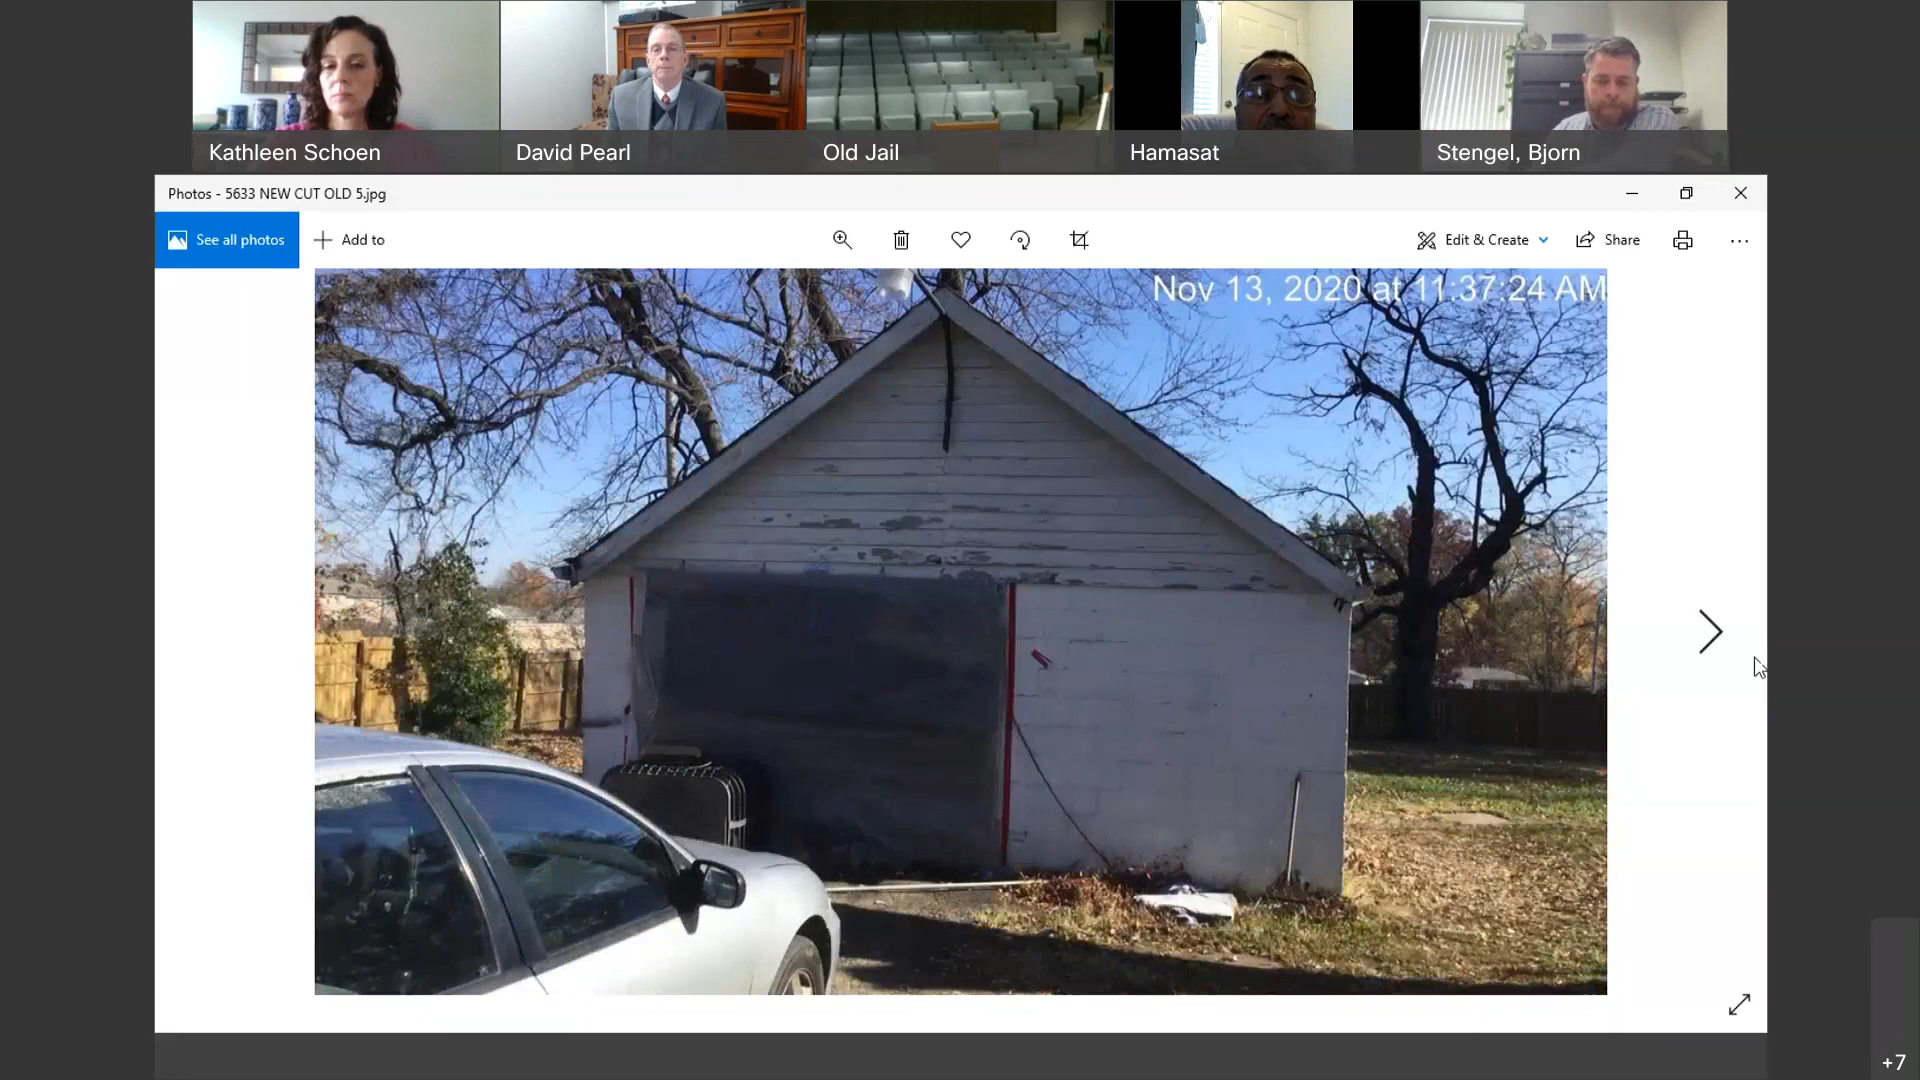 Kathleen Schoen
David Pearl
Old Jail
Hamasat
Stengel, Bjorn
Photos - 5633 NEW CUT OLD 5.jpg
See all photos
Add to
Edit & Create
Share
Nov 13, 2020 at 11:37:24 AM
+7